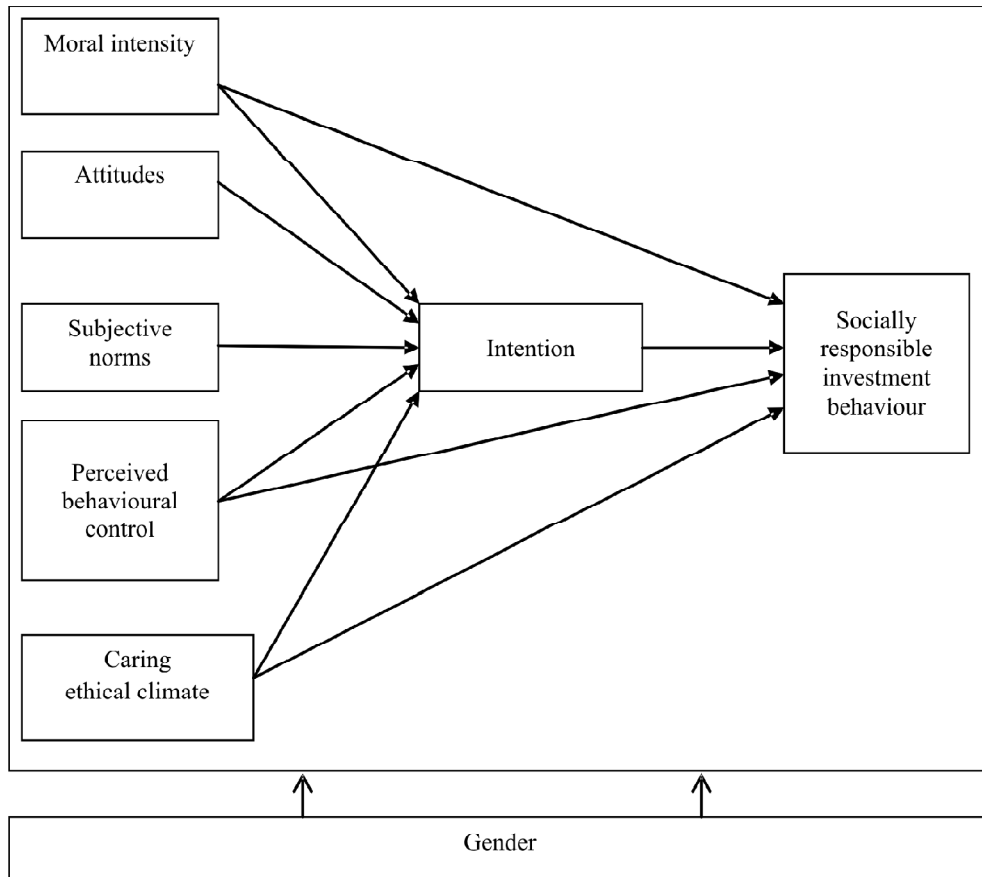 Moral intensity
Attitudes
Subjective
norms
Perceived
behavioural
control
Caring
ethical climate
Intention
Socially
responsible
investment
behaviour
Gender